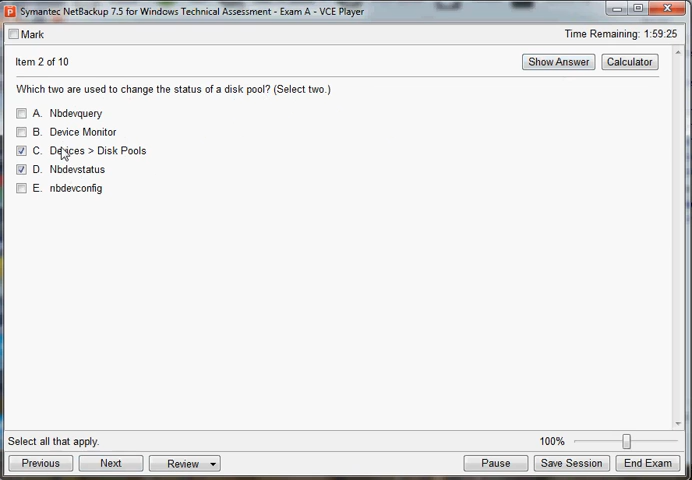 Symantec NetBackup 7.5 for Windows Technical Assessment - Exam A - VCE Player
Mark
Time Remaining: 1:59:25
Item 2 of 10
Show Answer
Calculator
Which two are used to change the status of a disk pool? (Select two.)
A. Nbdevquery
B. Device Monitor
C. Devices > Disk Pools
D. Nbdevstatus
E. nbdevconfig
Select all that apply.
100%
Previous
Next
Review
Pause
Save Session
End Exam